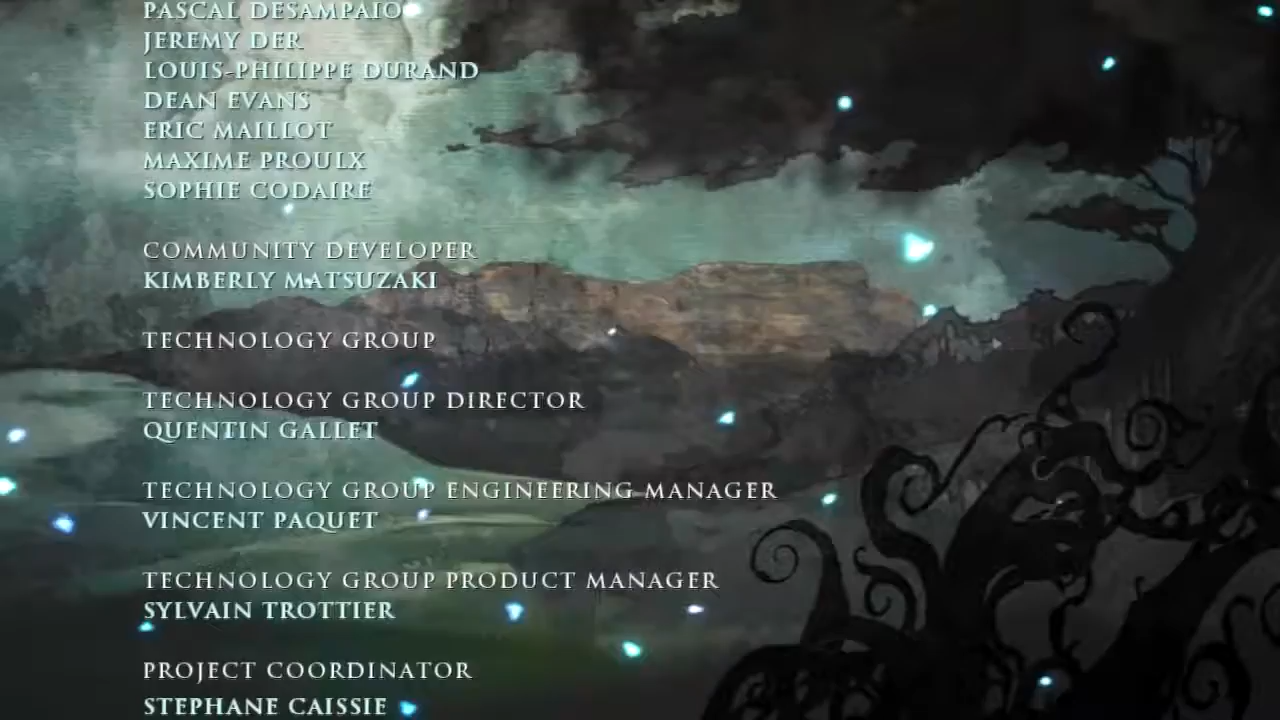 PASCAL DESAMPAIO
JEREMY DER
LOUIS-PHILIPPE DURAND
DEAN EVANS
ERIC MAILLOT
MAXIME PROULX
SOPHIE CODAIRE
COMMUNITY DEVELOPER
KIMBERLY MATSUZAKI
TECHNOLOGY GROUP
TECHNOLOGY GROUP DIRECTOR
QUENTIN GALLET
TECHNOLOGY GROUP ENGINEERING MANAGER
VINCENT PAQUET
TECHNOLOGY GROUP PRODUCT MANAGER
SYLVAIN TROTTIER
PROJECT COORDINATOR
STEPHANE CAISSIE